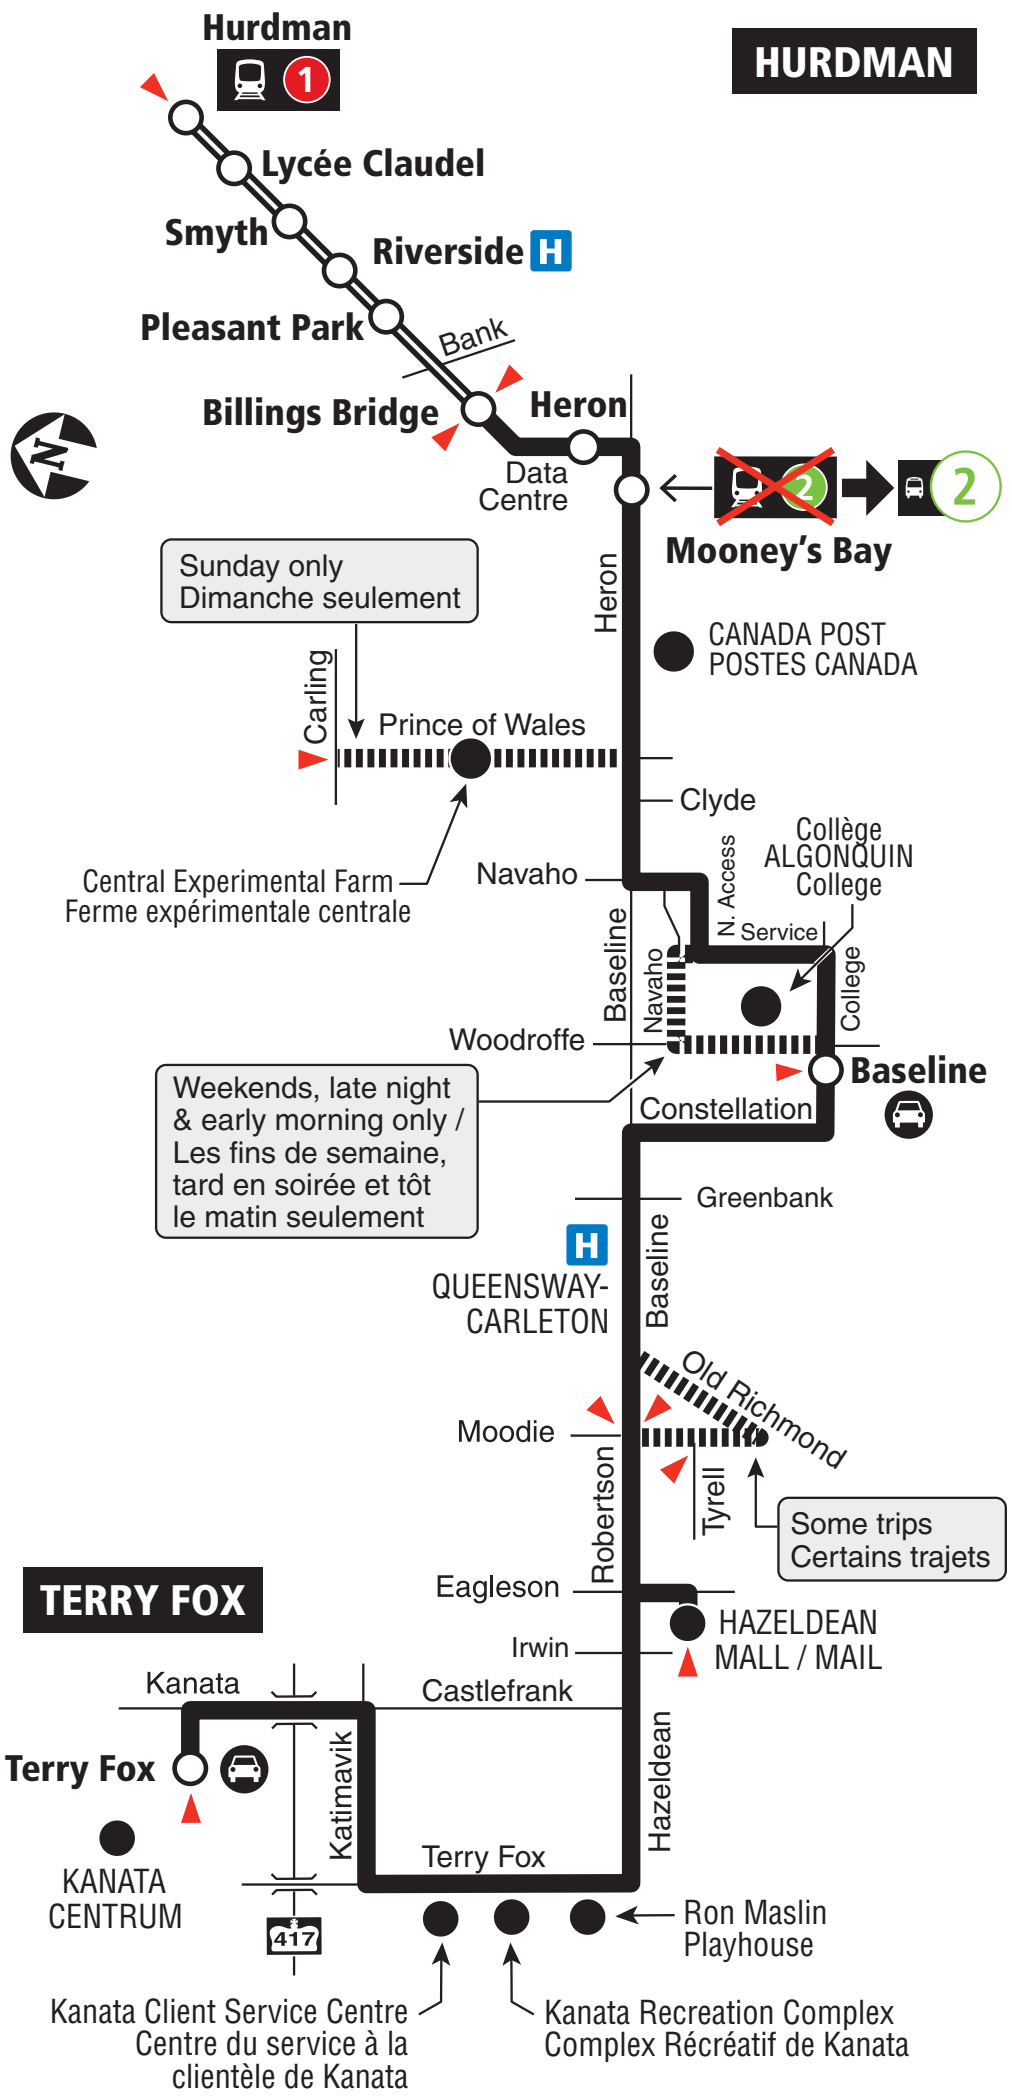 Hurdman
1
HURDMAN
Lycée Claudel
Smyth
Riverside H
Pleasant Park
Bank
Billings Bridge
Heron
N
Data
Centre
2
2
Mooney's Bay
Sunday only
Dimanche seulement
Heron
CANADA POST
POSTES CANADA
Carling
Prince of Wales
Clyde
Collège
ALGONQUIN
College
Central Experimental Farm
Ferme expérimentale centrale
Navaho
N. Access
Service
Baseline
Navaho
College
Woodroffe
Baseline
Weekends, late night
& early morning only /
Les fins de semaine,
tard en soirée et tôt
le matin seulement
Constellation
Greenbank
H
QUEENSWAY-
CARLETON
Baseline
Old Richmond
Moodie
Robertson
Tyrell
Some trips
Certains trajets
Eagleson
HAZELDEAN
MALL / MAIL
TERRY FOX
Irwin
Kanata
Castlefrank
Terry Fox
Katimavik
Hazeldean
KANATA
CENTRUM
Terry Fox
417
Ron Maslin
Playhouse
Kanata Client Service Centre
Centre du service à la
clientèle de Kanata
Kanata Recreation Complex
Complex Récréatif de Kanata